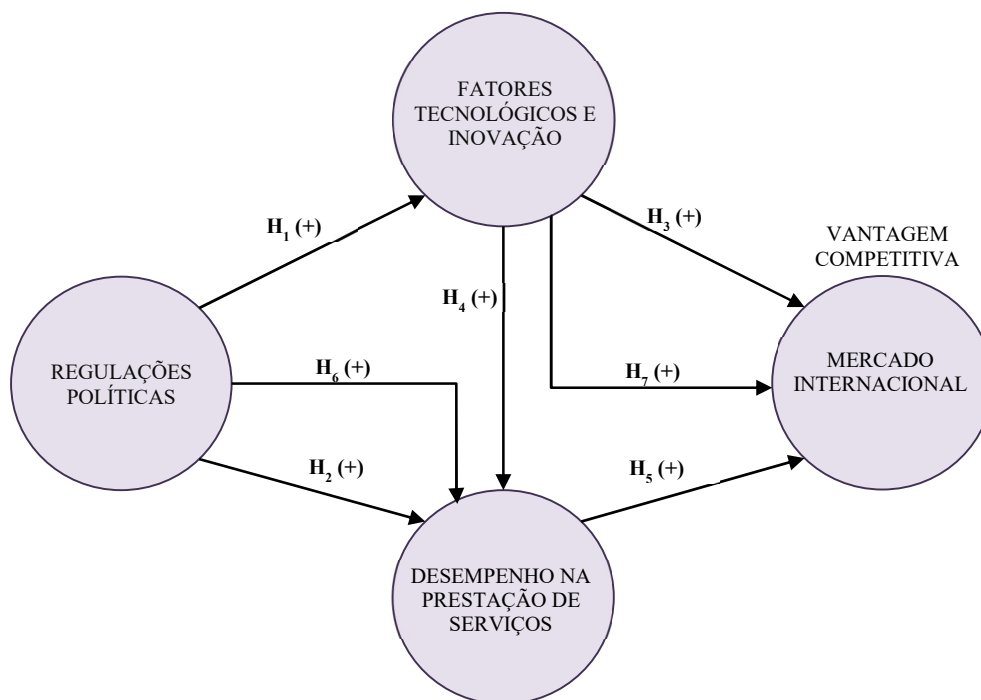 FATORES
TECNOLÓGICOS E
INOVAÇÃO
H1 (+)
H3 (+)
VANTAGEM
COMPETITIVA
H4 (+)
REGULAÇÕES
POLÍTICAS
H6 (+)
H7 (+)
MERCADO
INTERNACIONAL
H2 (+)
H5 (+)
DESEMPENHO NA
PRESTAÇÃO DE
SERVIÇOS